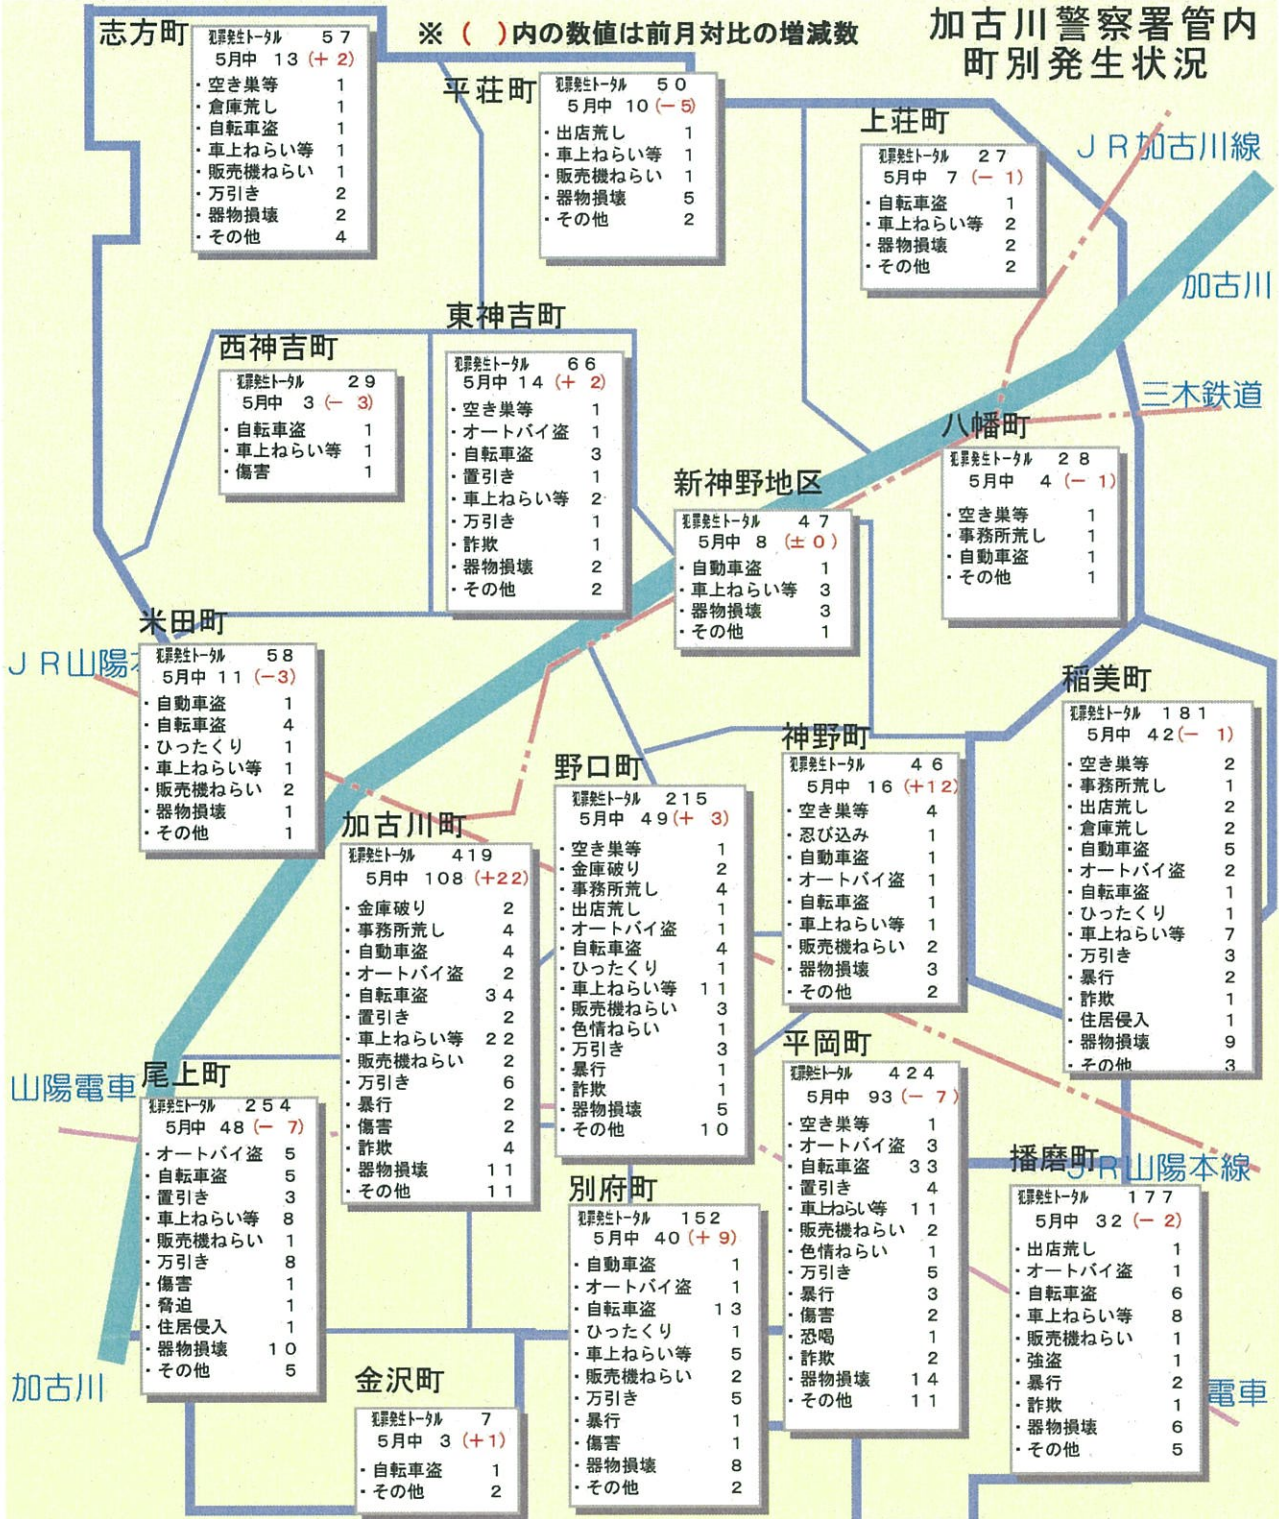 加古川警察署管内
町別発生状況
※ ( )内の数値は前月対比の増減数
志方町
犯罪発生トータル 57
5月中 13 (+ 2)
・空き巣等 1
・倉庫荒し 1
・自転車盗 1
・車上ねらい等 1
・販売機ねらい 1
・万引き 2
・器物損壊 2
・その他 4
平荘町
犯罪発生トータル 50
5月中 10 (- 5)
・出店荒し 1
・車上ねらい等 1
・販売機ねらい 1
・器物損壊 5
・その他 2
上荘町
犯罪発生トータル 27
5月中 7 (- 1)
・自転車盗 1
・車上ねらい等 2
・器物損壊 2
・その他 2
JR加古川線
加古川
三木鉄道
西神吉町
犯罪発生トータル 29
5月中 3 (- 3)
・自転車盗 1
・車上ねらい等 1
・傷害 1
東神吉町
犯罪発生トータル 66
5月中 14 (+ 2)
・空き巣等 1
・オートバイ盗 1
・自転車盗 3
・置引き 1
・車上ねらい等 2
・万引き 1
・詐欺 1
・器物損壊 2
・その他 2
新神野地区
犯罪発生トータル 47
5月中 8 (±0)
・自動車盗 1
・車上ねらい等 3
・器物損壊 3
・その他 1
八幡町
犯罪発生トータル 28
5月中 4 (- 1)
・空き巣等 1
・事務所荒し 1
・自動車盗 1
・その他 1
米田町
JR山陽本
犯罪発生トータル 58
5月中 11 (-3)
・自動車盗 1
・自転車盗 4
・ひったくり 1
・車上ねらい等 1
・販売機ねらい 2
・器物損壊 1
・その他 1
加古川町
犯罪発生トータル 419
5月中 108 (+22)
・金庫破り 2
・事務所荒し 4
・自動車盗 4
・オートバイ盗 2
・自転車盗 34
・置引き 2
・車上ねらい等 22
・販売機ねらい 2
・万引き 6
・暴行 2
・傷害 2
・詐欺 4
・器物損壊 11
・その他 11
野口町
犯罪発生トータル 215
5月中 49 (+ 3)
・空き巣等 1
・金庫破り 2
・事務所荒し 4
・出店荒し 1
・オートバイ盗 1
・自転車盗 4
・ひったくり 1
・車上ねらい等 11
・販売機ねらい 3
・色情ねらい 1
・万引き 3
・暴行 1
・詐欺 1
・器物損壊 5
・その他 10
神野町
犯罪発生トータル 46
5月中 16 (+12)
・空き巣等 4
・忍び込み 1
・自動車盗 1
・オートバイ盗 1
・自転車盗 1
・車上ねらい等 1
・販売機ねらい 2
・器物損壊 3
・その他 2
稲美町
犯罪発生トータル 181
5月中 42 (- 1)
・空き巣等 2
・事務所荒し 1
・出店荒し 2
・倉庫荒し 2
・自動車盗 5
・オートバイ盗 2
・自転車盗 1
・ひったくり 1
・車上ねらい等 7
・万引き 3
・暴行 2
・詐欺 1
・住居侵入 1
・器物損壊 9
・その他 3
山陽電車
尾上町
犯罪発生トータル 254
5月中 48 (- 7)
・オートバイ盗 5
・自転車盗 5
・置引き 3
・車上ねらい等 8
・販売機ねらい 1
・万引き 8
・傷害 1
・脅迫 1
・住居侵入 1
・器物損壊 10
・その他 5
加古川
金沢町
犯罪発生トータル 7
5月中 3 (+1)
・自転車盗 1
・その他 2
別府町
犯罪発生トータル 152
5月中 40 (+ 9)
・自動車盗 1
・オートバイ盗 1
・自転車盗 13
・ひったくり 1
・車上ねらい等 5
・販売機ねらい 2
・万引き 5
・暴行 1
・傷害 1
・器物損壊 8
・その他 2
平岡町
犯罪発生トータル 424
5月中 93 (- 7)
・空き巣等 1
・オートバイ盗 3
・自転車盗 33
・置引き 4
・車上ねらい等 11
・販売機ねらい 2
・色情ねらい 1
・万引き 5
・暴行 3
・傷害 2
・恐喝 1
・詐欺 2
・器物損壊 14
・その他 11
播磨町
JR山陽本線
犯罪発生トータル 177
5月中 32 (- 2)
・出店荒し 1
・オートバイ盗 1
・自転車盗 6
・車上ねらい等 8
・販売機ねらい 1
・強盗 1
・暴行 2
・詐欺 1
・器物損壊 6
・その他 5
電車